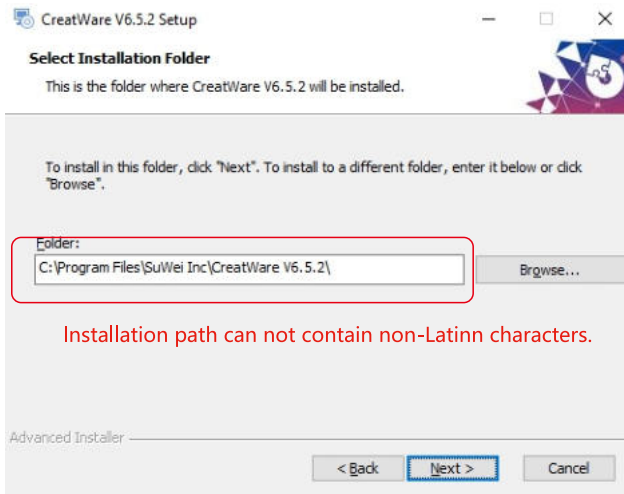 CreatWare V6.5.2 Setup
Select Installation Folder
This is the folder where CreatWare V6.5.2 will be installed.
To install in this folder, click "Next". To install to a different folder, enter it below or click
"Browse".
Folder:
C:\Program Files\SuWei Inc\CreatWare V6.5.2\
Browse...
Installation path can not contain non-Latinn characters.
Advanced Installer
< Back
Next >
Cancel